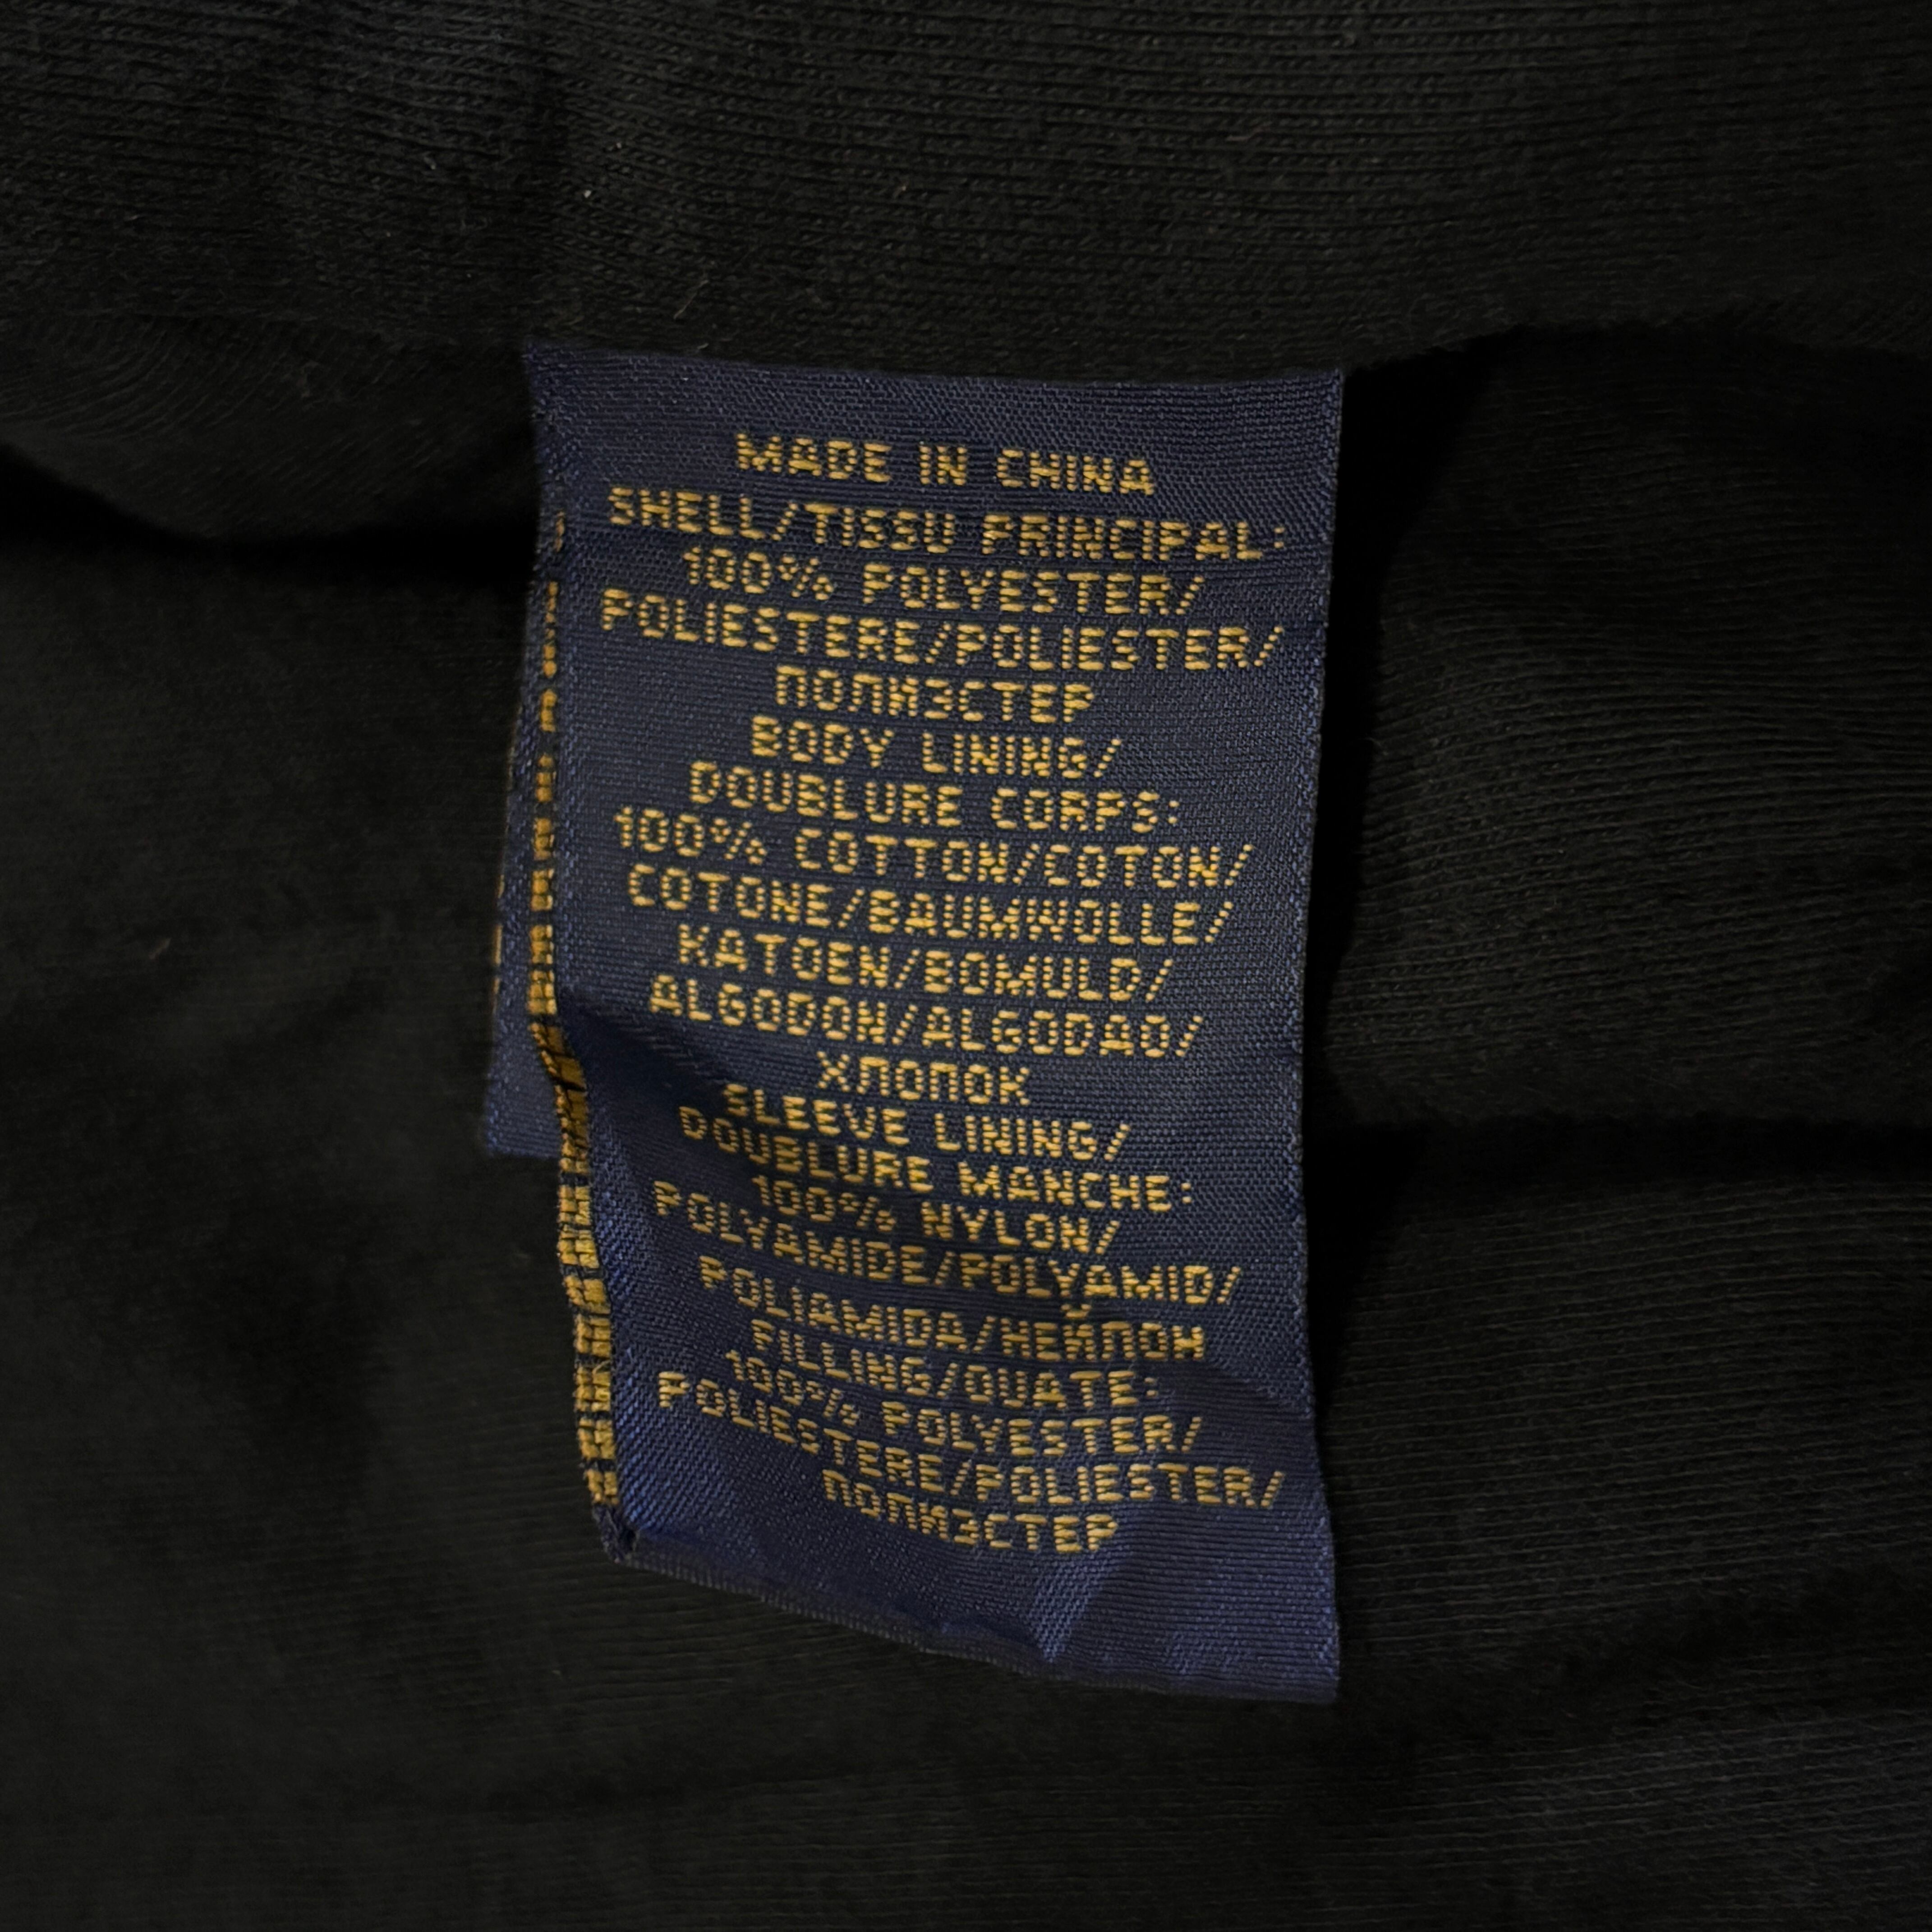 MADE IN CHINA
SHELL/TISSU PRINCIPAL:
100% POLYESTER/
POLIESTERE/POLIESTER/
ПОЛИЭСТЕР
BODY LINING/
DOUBLURE CORPS:
100% COTTON/COTON/
COTONE/BAUMWOLLE/
KATOEN/BOMULD/
ALGODON/ALGODAO/
ХЛОПОК
SLEEVE LINING/
DOUBLURE MANCHE:
100% NYLON/
POLYAMIDE/POLYAMID/
POLIAMIDA/НЕЙЛОН
FILLING/OUATE:
100% POLYESTER/
POLIESTERE/POLIESTER/
ПОЛИЭСТЕР